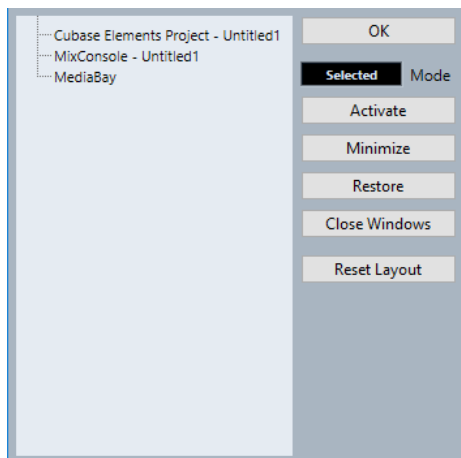 Cubase Elements Project - Untitled1
MixConsole - Untitled1
MediaBay
OK
Selected Mode
Activate
Minimize
Restore
Close Windows
Reset Layout